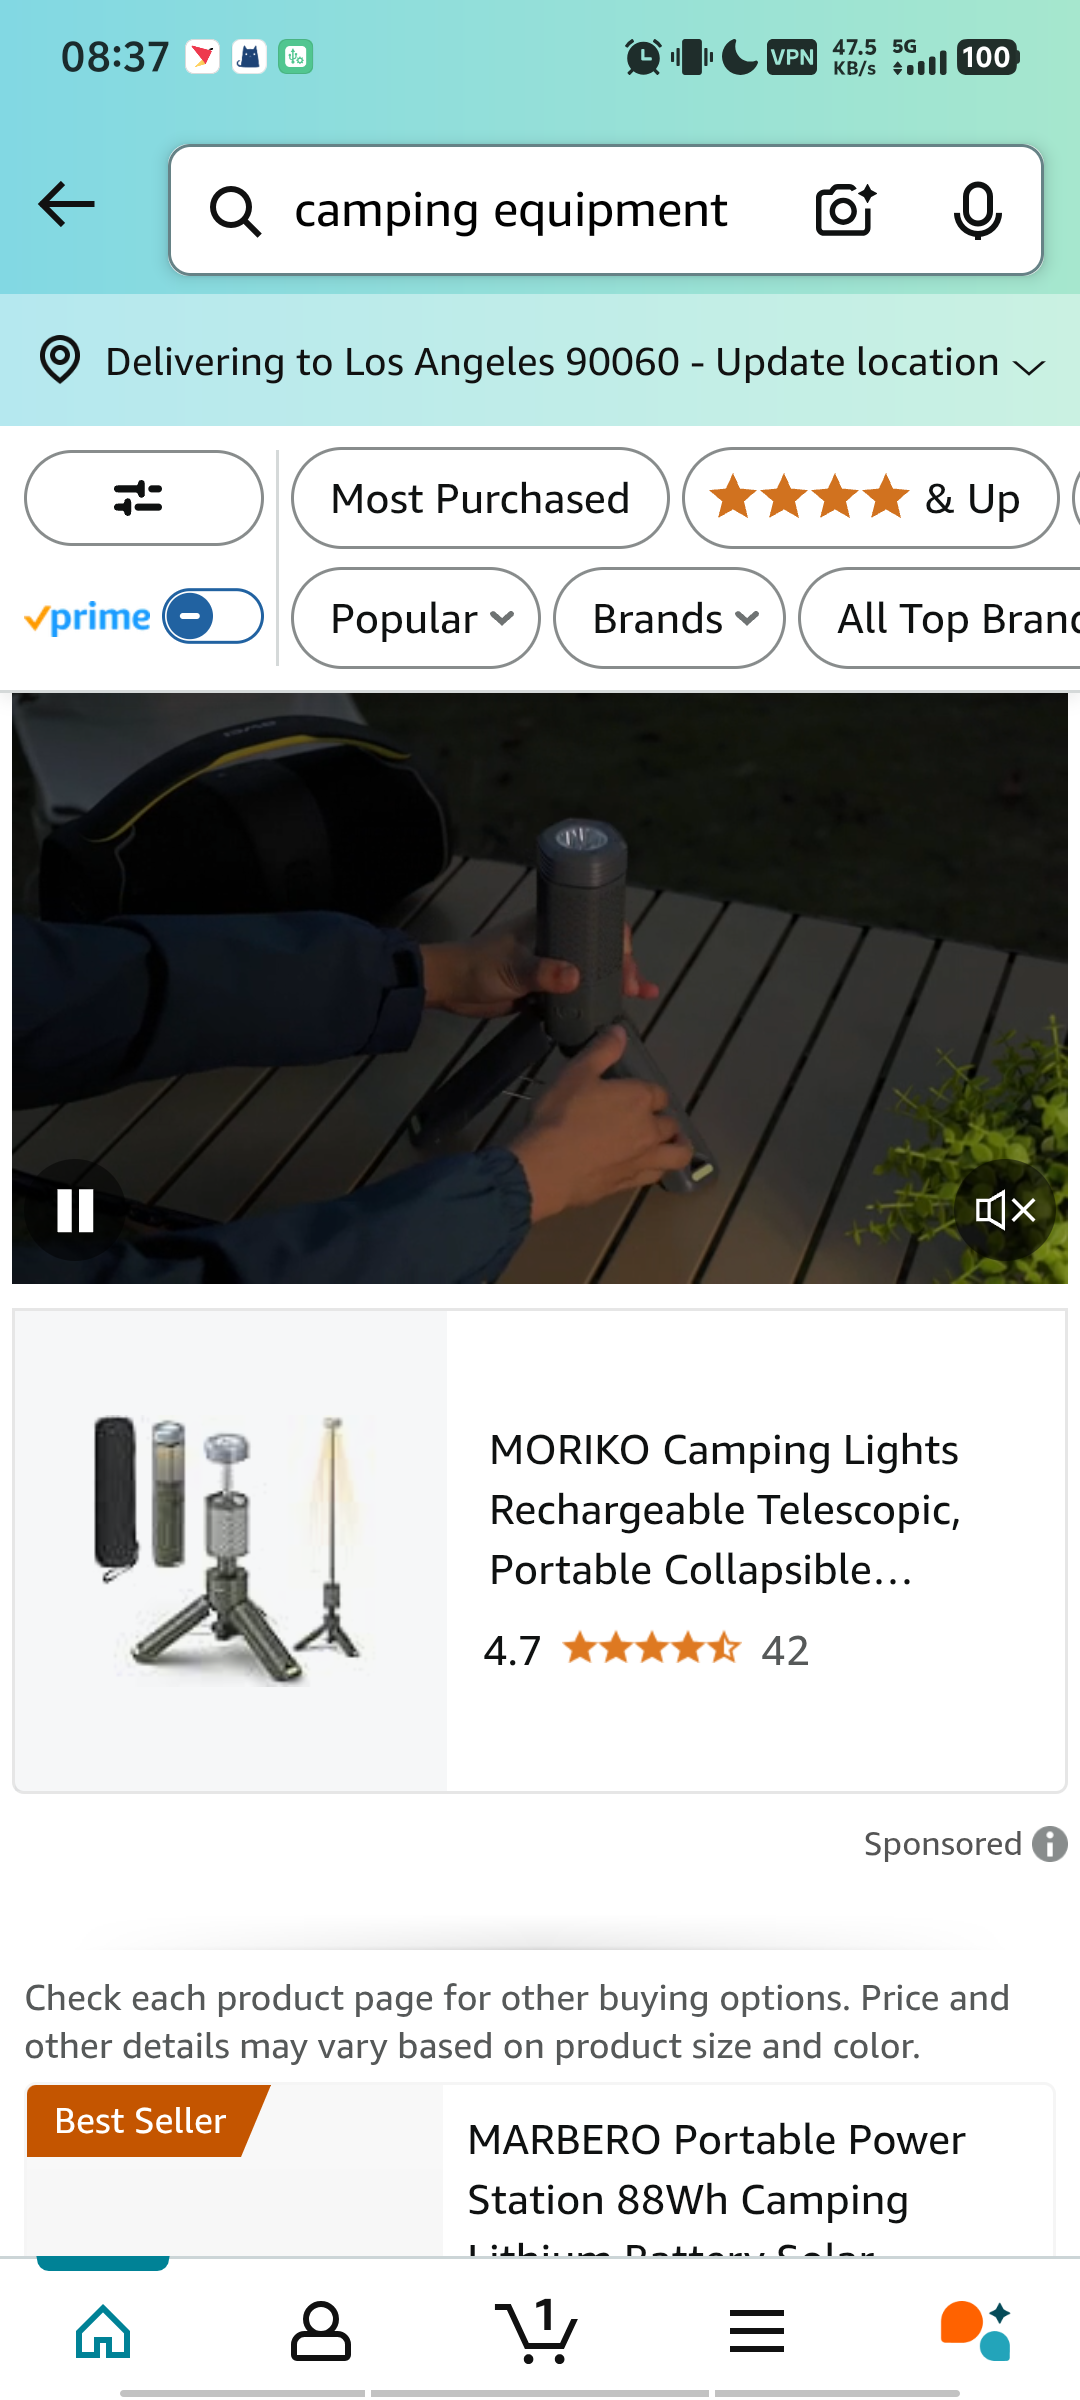 08:37
VPN
47.5
KB/s
5G
100
camping equipment
Delivering to Los Angeles 90060 - Update location
Most Purchased
& Up
prime
Popular
Brands
All Top
MORIKO Camping Lights
Rechargeable Telescopic,
Portable Collapsible...
4.7
42
Sponsored
Check each product page for other buying options. Price and
other details may vary based on product size and color.
Best Seller
MARBERO Portable Power
Station 88Wh Camping
Lithium Battery Solar
1